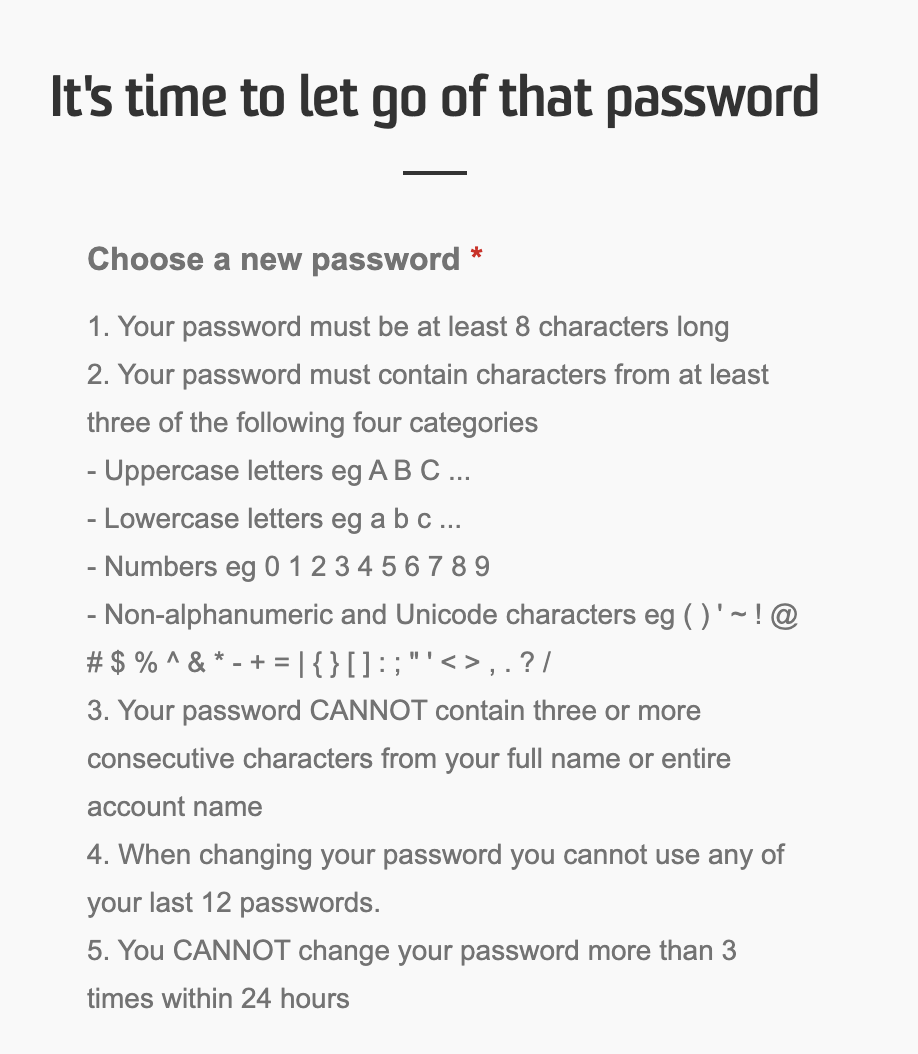 It's time to let go of that password
Choose a new password *
1. Your password must be at least 8 characters long
2. Your password must contain characters from at least
three of the following four categories
- Uppercase letters eg A B C ...
- Lowercase letters eg a b c ...
- Numbers eg 0 1 2 3 4 5 6 7 8 9
- Non-alphanumeric and Unicode characters eg ( ) ' ~ ! @
# $ % ^ & * - + = | { } [ ] : ; " ' < > , . ? /
3. Your password CANNOT contain three or more
consecutive characters from your full name or entire
account name
4. When changing your password you cannot use any of
your last 12 passwords.
5. You CANNOT change your password more than 3
times within 24 hours